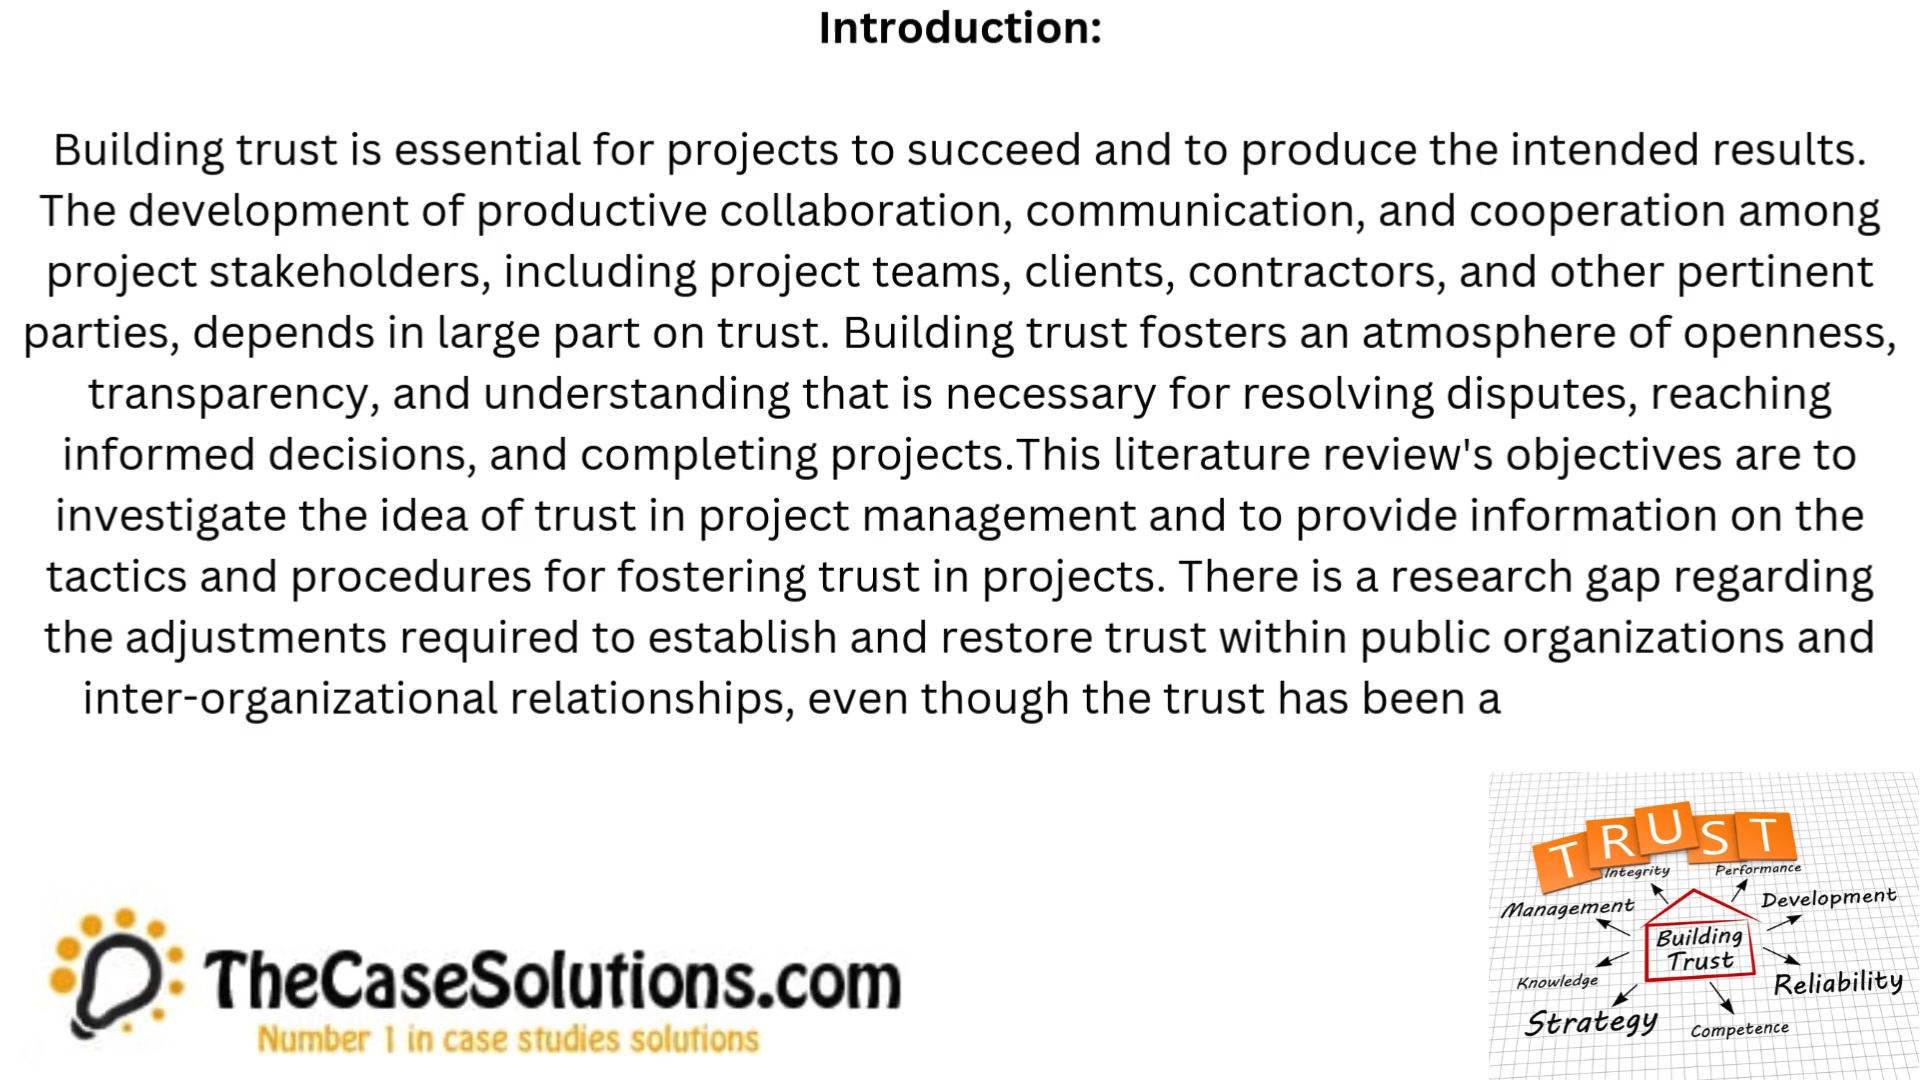 Introduction:
Building trust is essential for projects to succeed and to produce the intended results.
The development of productive collaboration, communication, and cooperation among
project stakeholders, including project teams, clients, contractors, and other pertinent
parties, depends in large part on trust. Building trust fosters an atmosphere of openness,
transparency, and understanding that is necessary for resolving disputes, reaching
informed decisions, and completing projects.This literature review's objectives are to
investigate the idea of trust in project management and to provide information on the
tactics and procedures for fostering trust in projects. There is a research gap regarding
the adjustments required to establish and restore trust within public organizations and
inter-organizational relationships, even though the trust has been a
TRUST
Integrity
Performance
Management
Development
Building
Trust
Knowledge
Reliability
Strategy
Competence
TheCaseSolutions.com
Number 1 in case studies solutions